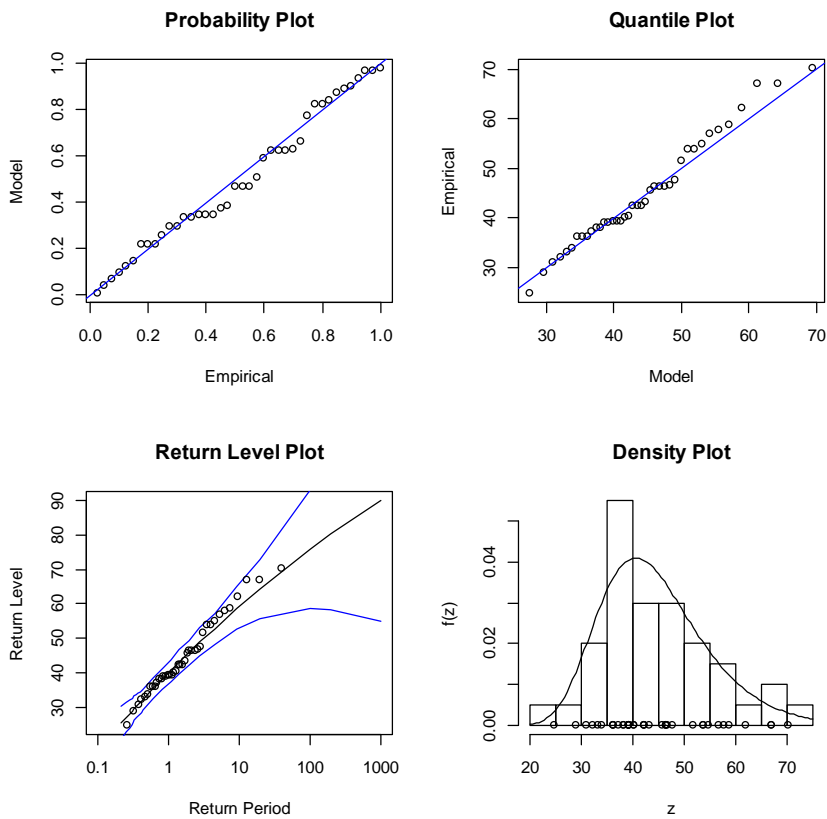 Probability Plot
Model
0.0 0.2 0.4 0.6 0.8 1.0
0.0 0.2 0.4 0.6 0.8 1.0
Empirical
Quantile Plot
Empirical
30 40 50 60 70
30 40 50 60 70
Model
Return Level Plot
Return Level
30 40 50 60 70 80 90
0.1 1 10 100 1000
Return Period
Density Plot
f(z)
0.00 0.02 0.04
20 30 40 50 60 70
z